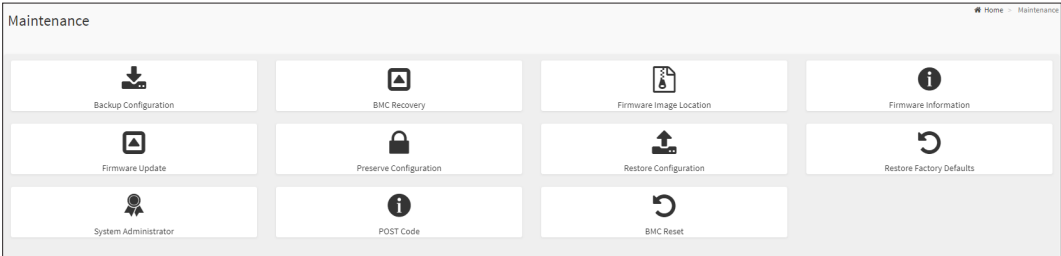 Home > Maintenance
Maintenance
Backup Configuration
BMC Recovery
Firmware Image Location
Firmware Information
Firmware Update
Preserve Configuration
Restore Configuration
Restore Factory Defaults
System Administrator
POST Code
BMC Reset